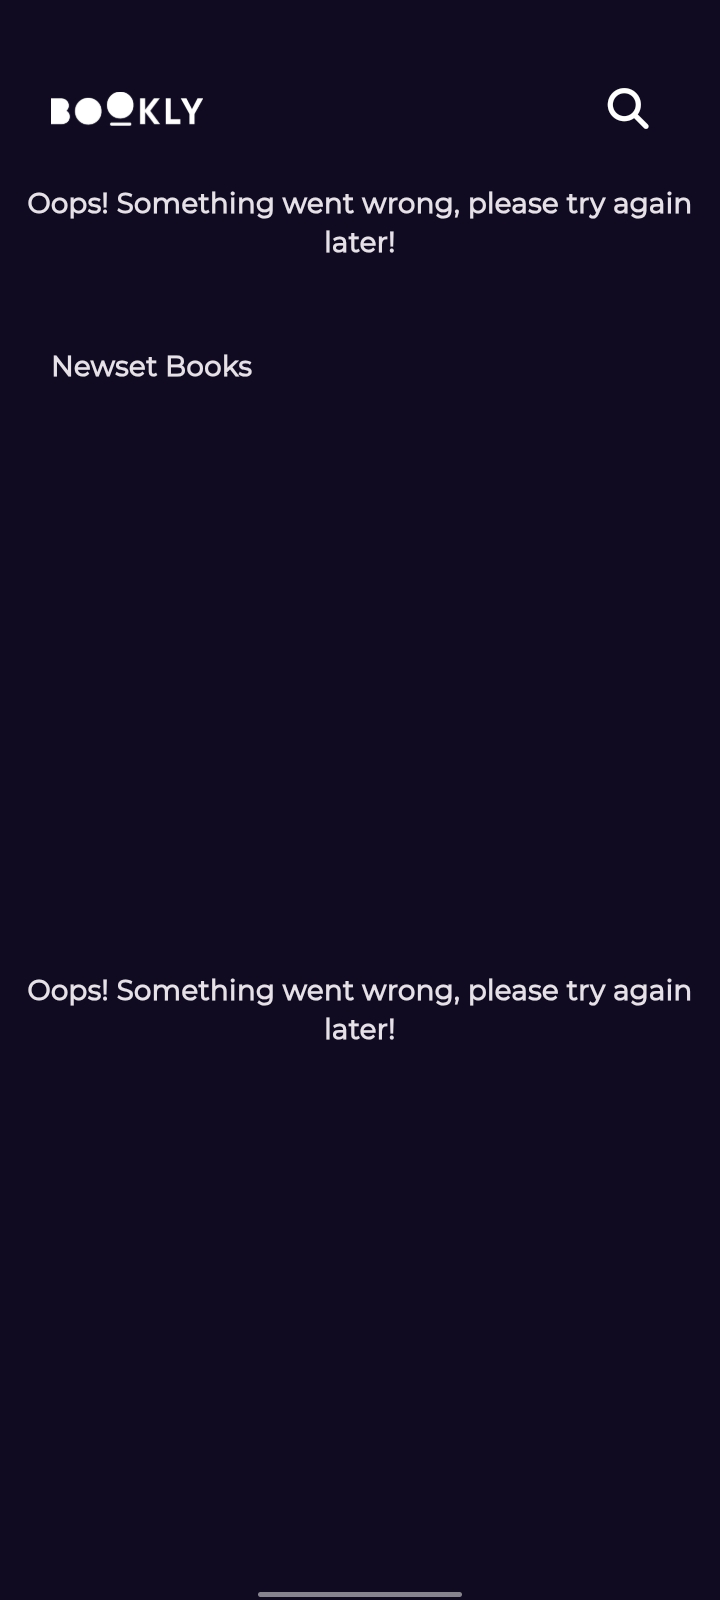 BOOKLY
Oops! Something went wrong, please try again
later!
Newset Books
Oops! Something went wrong, please try again
later!